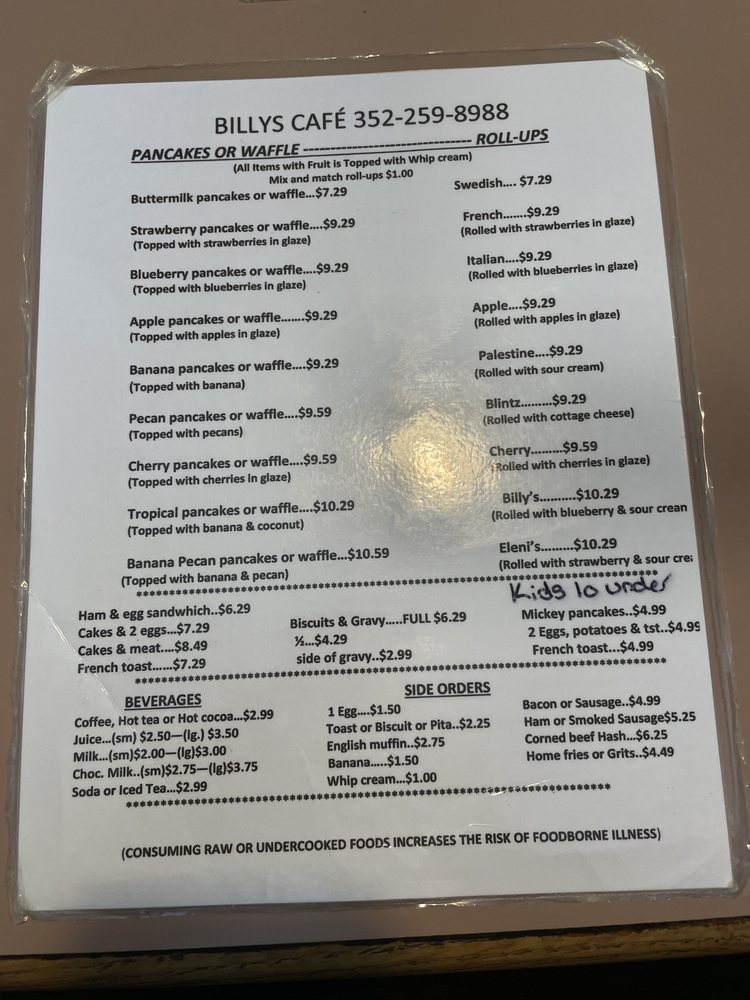 BILLYS CAFÉ 352-259-8988
PANCAKES OR WAFFLE ------------------------------- ROLL-UPS
(All Items with Fruit is Topped with Whip cream)
Mix and match roll-ups $1.00
Buttermilk pancakes or waffle...$7.29
Strawberry pancakes or waffle....$9.29
(Topped with strawberries in glaze)
Blueberry pancakes or waffle....$9.29
(Topped with blueberries in glaze)
Apple pancakes or waffle.......$9.29
(Topped with apples in glaze)
Banana pancakes or waffle....$9.29
(Topped with banana)
Pecan pancakes or waffle....$9.59
(Topped with pecans)
Cherry pancakes or waffle....$9.59
(Topped with cherries in glaze)
Tropical pancakes or waffle....$10.29
(Topped with banana & coconut)
Banana Pecan pancakes or waffle...$10.59
(Topped with banana & pecan)
Swedish.... $7.29
French.......$9.29
(Rolled with strawberries in glaze)
Italian....$9.29
(Rolled with blueberries in glaze)
Apple....$9.29
(Rolled with apples in glaze)
Palestine....$9.29
(Rolled with sour cream)
Blintz.........$9.29
(Rolled with cottage cheese)
Cherry.........$9.59
(Rolled with cherries in glaze)
Billy's..........$10.29
(Rolled with blueberry & sour crean
Eleni's.........$10.29
(Rolled with strawberry & sour crea
Ham & egg sandwhich..$6.29
Cakes & 2 eggs...$7.29
Cakes & meat....$8.49
French toast......$7.29
Biscuits & Gravy.....FULL $6.29
½...$4.29
side of gravy..$2.99
Kids 10 under
Mickey pancakes..$4.99
2 Eggs, potatoes & tst..$4.99
French toast...$4.99
BEVERAGES
Coffee, Hot tea or Hot cocoa...$2.99
Juice...(sm) $2.50—(lg.) $3.50
Milk...(sm)$2.00—(lg)$3.00
Choc. Milk..(sm)$2.75—(lg)$3.75
Soda or Iced Tea...$2.99
SIDE ORDERS
1 Egg....$1.50
Toast or Biscuit or Pita..$2.25
English muffin..$2.75
Banana.....$1.50
Whip cream...$1.00
Bacon or Sausage..$4.99
Ham or Smoked Sausage$5.25
Corned beef Hash...$6.25
Home fries or Grits..$4.49
(CONSUMING RAW OR UNDERCOOKED FOODS INCREASES THE RISK OF FOODBORNE ILLNESS)